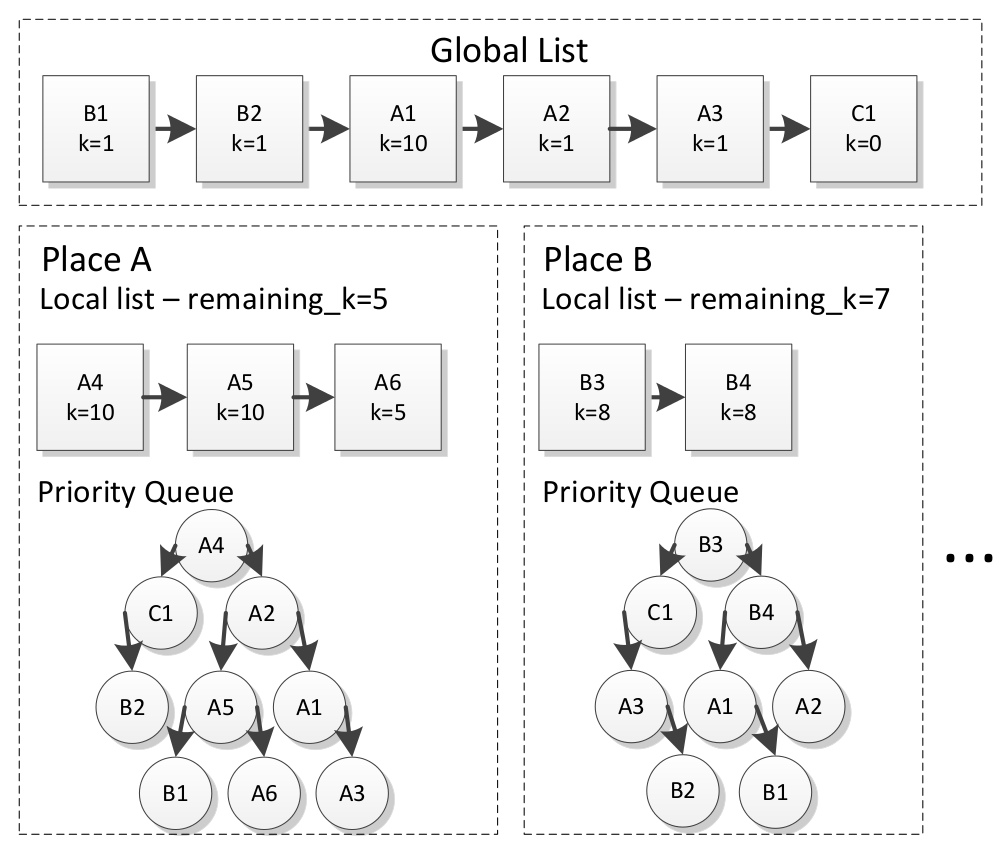 Global List
B1
k=1
B2
k=1
A1
k=10
A2
k=1
A3
k=1
C1
k=0
Place A
Local list – remaining_k=5
A4
k=10
A5
k=10
A6
k=5
Priority Queue
A4
C1
A2
B2
A5
A1
B1
A6
A3
Place B
Local list – remaining_k=7
B3
k=8
B4
k=8
Priority Queue
B3
C1
B4
A3
A1
A2
B2
B1
...